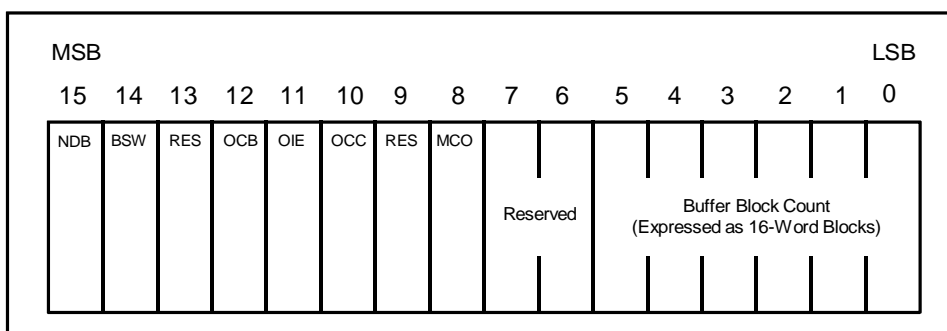 MSB LSB
15 14 13 12 11 10 9 8 7 6 5 4 3 2 1 0
NDB BSW RES OCB OIE OCC RES MCO
Reserved
Buffer Block Count
(Expressed as 16-Word Blocks)